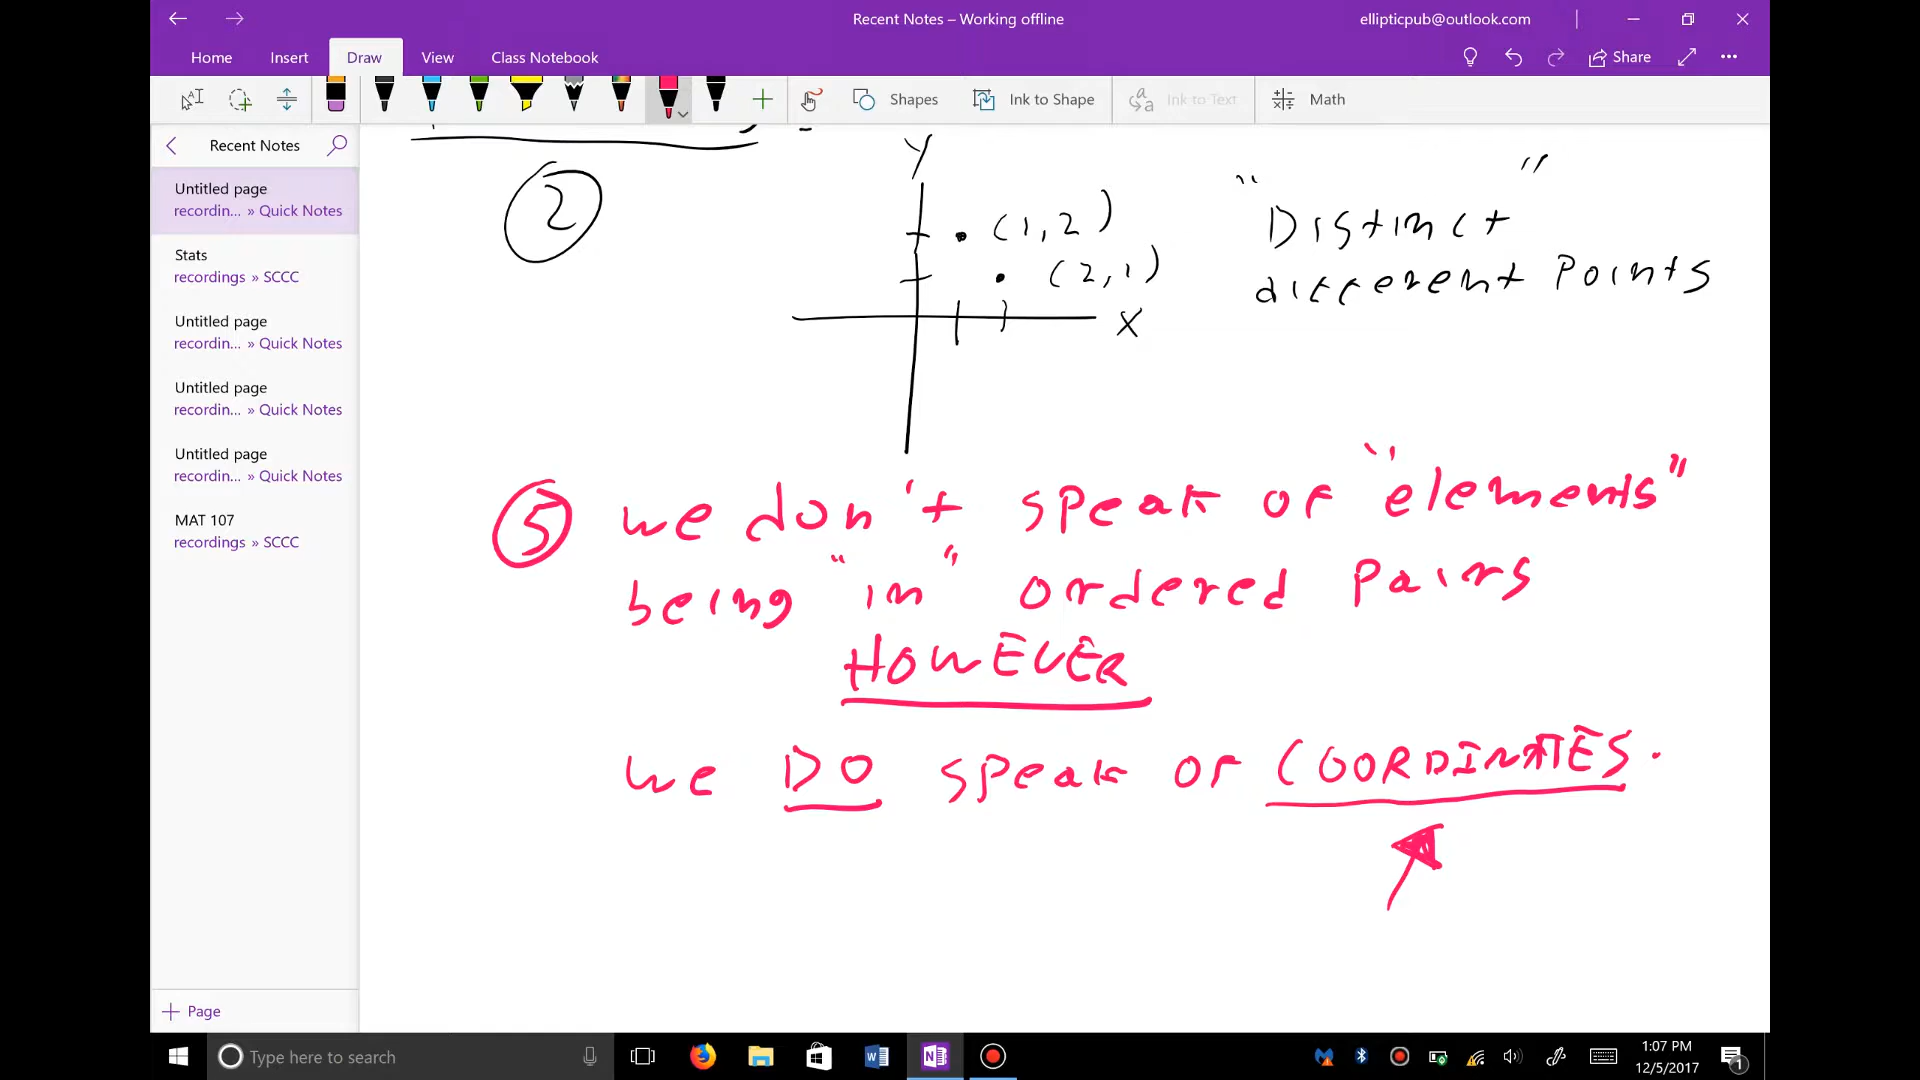 Recent Notes – Working offline
ellipticpub@outlook.com
Home Insert Draw View Class Notebook
Share
Shapes Ink to Shape Ink to Text Math
Recent Notes
Untitled page
recordin... » Quick Notes
Stats
recordings » SCCC
Untitled page
recordin... » Quick Notes
Untitled page
recordin... » Quick Notes
Untitled page
recordin... » Quick Notes
MAT 107
recordings » SCCC
Page
2
Y
(1,2)
(2,1)
X
"Distinct"
different Points
5 we don't speak of "elements"
being "in" ordered pairs
HOWEVER
we DO speak of COORDINATES.
Type here to search
1:07 PM
12/5/2017
1